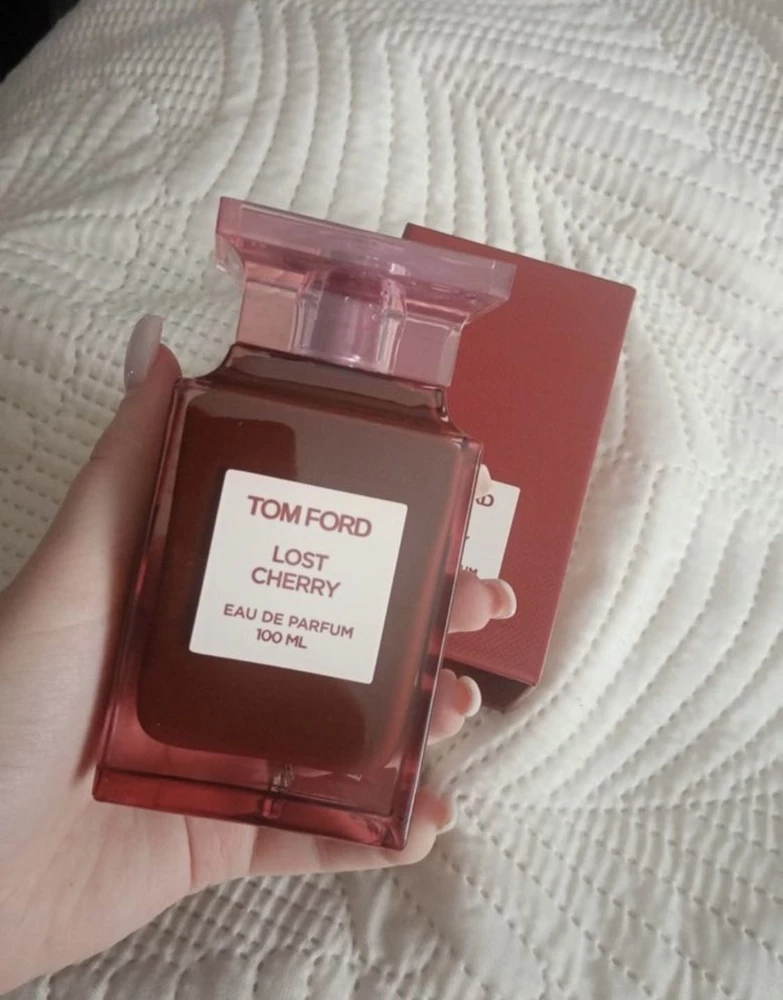 TOM FORD
LOST
CHERRY
EAU DE PARFUM
100 ML